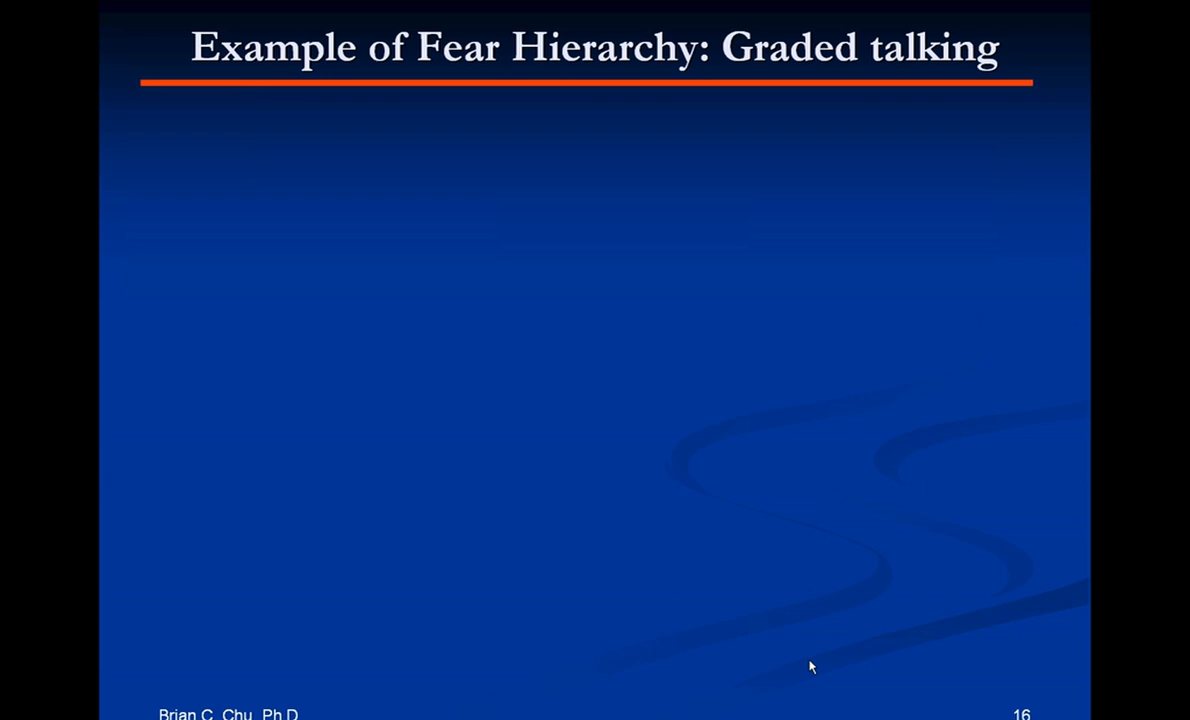 Example of Fear Hierarchy: Graded talking
Brian C. Chu, Ph.D.
16